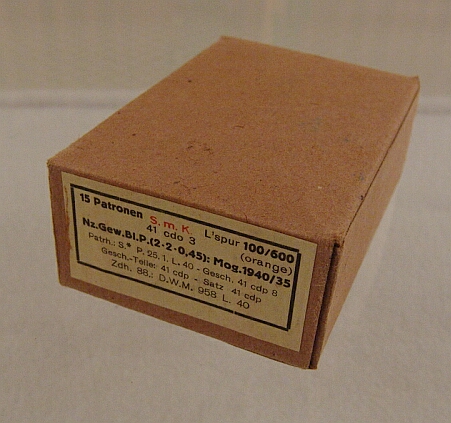 15 Patronen S. m. K. L'spur 100/600
41 cdo 3 (orange)
Nz.Gew.Bl.P.(2·2·0,45): Mog.1940/35
Patrh.: S.* P. 25. 1. L. 40 - Gesch. 41 cdp 8
Gesch.-Teile: 41 cdp - Satz 41 cdp
Zdh. 88.: D.W.M. 958 L. 40